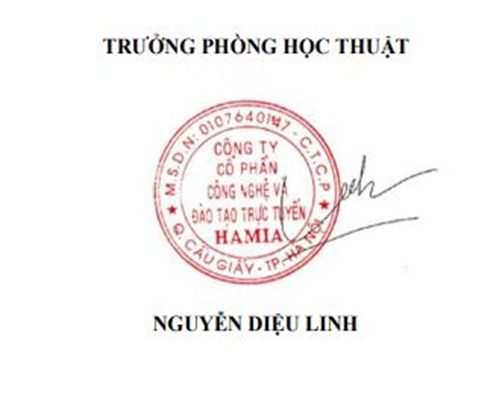 TRƯỞNG PHÒNG HỌC THUẬT
M.S.D.N: 0107640147 - C.T.C.P
CÔNG TY
CỔ PHẦN
CÔNG NGHỆ VÀ
ĐÀO TẠO TRỰC TUYẾN
HAMIA
Q. CẦU GIẤY - TP. HÀ NỘI
NGUYỄN DIỆU LINH